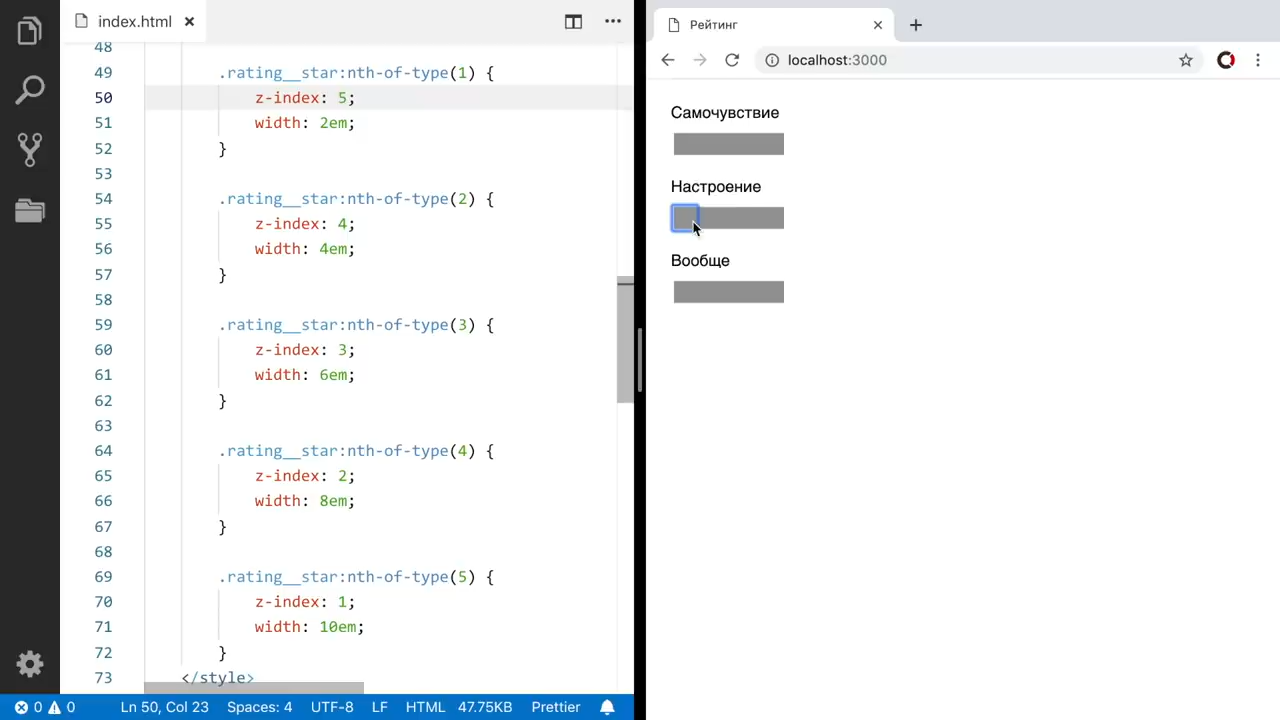 index.html
48
49 .rating__star:nth-of-type(1) {
50 z-index: 5;
51 width: 2em;
52 }
53
54 .rating__star:nth-of-type(2) {
55 z-index: 4;
56 width: 4em;
57 }
58
59 .rating__star:nth-of-type(3) {
60 z-index: 3;
61 width: 6em;
62 }
63
64 .rating__star:nth-of-type(4) {
65 z-index: 2;
66 width: 8em;
67 }
68
69 .rating__star:nth-of-type(5) {
70 z-index: 1;
71 width: 10em;
72 }
73 </style>
0 0 Ln 50, Col 23 Spaces: 4 UTF-8 LF HTML 47.75KB Prettier
Рейтинг
localhost:3000
Самочувствие
Настроение
Вообще